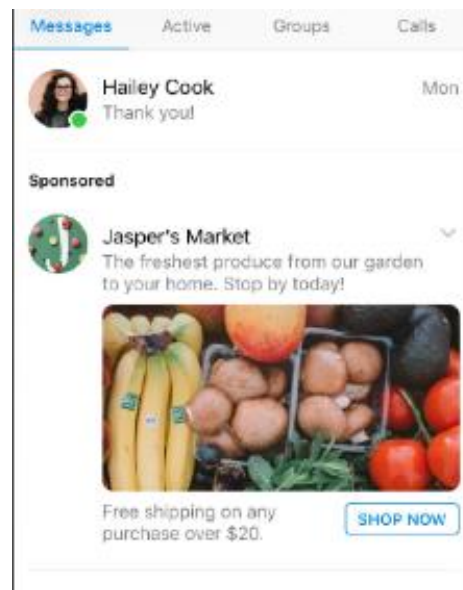 Messages Active Groups Calls
Hailey Cook Mon
Thank you!
Sponsored
Jasper's Market
The freshest produce from our garden
to your home. Stop by today!
Free shipping on any
purchase over $20.
SHOP NOW